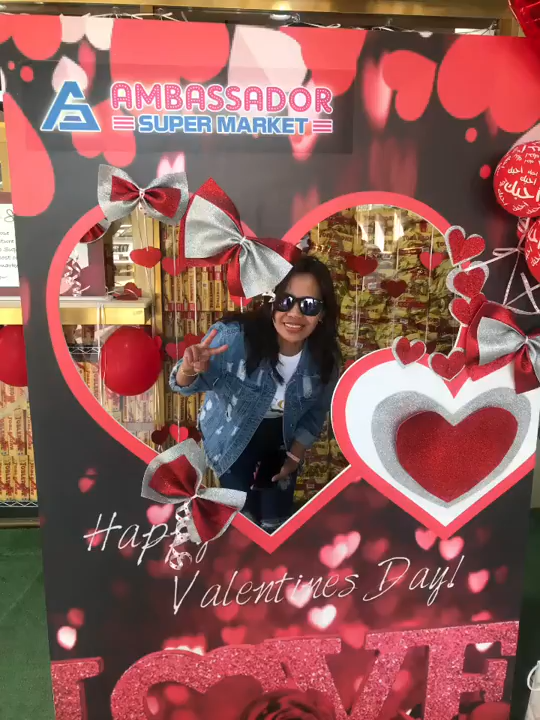 AMBASSADOR
SUPER MARKET
Happy
Valentines Day!
LOVE